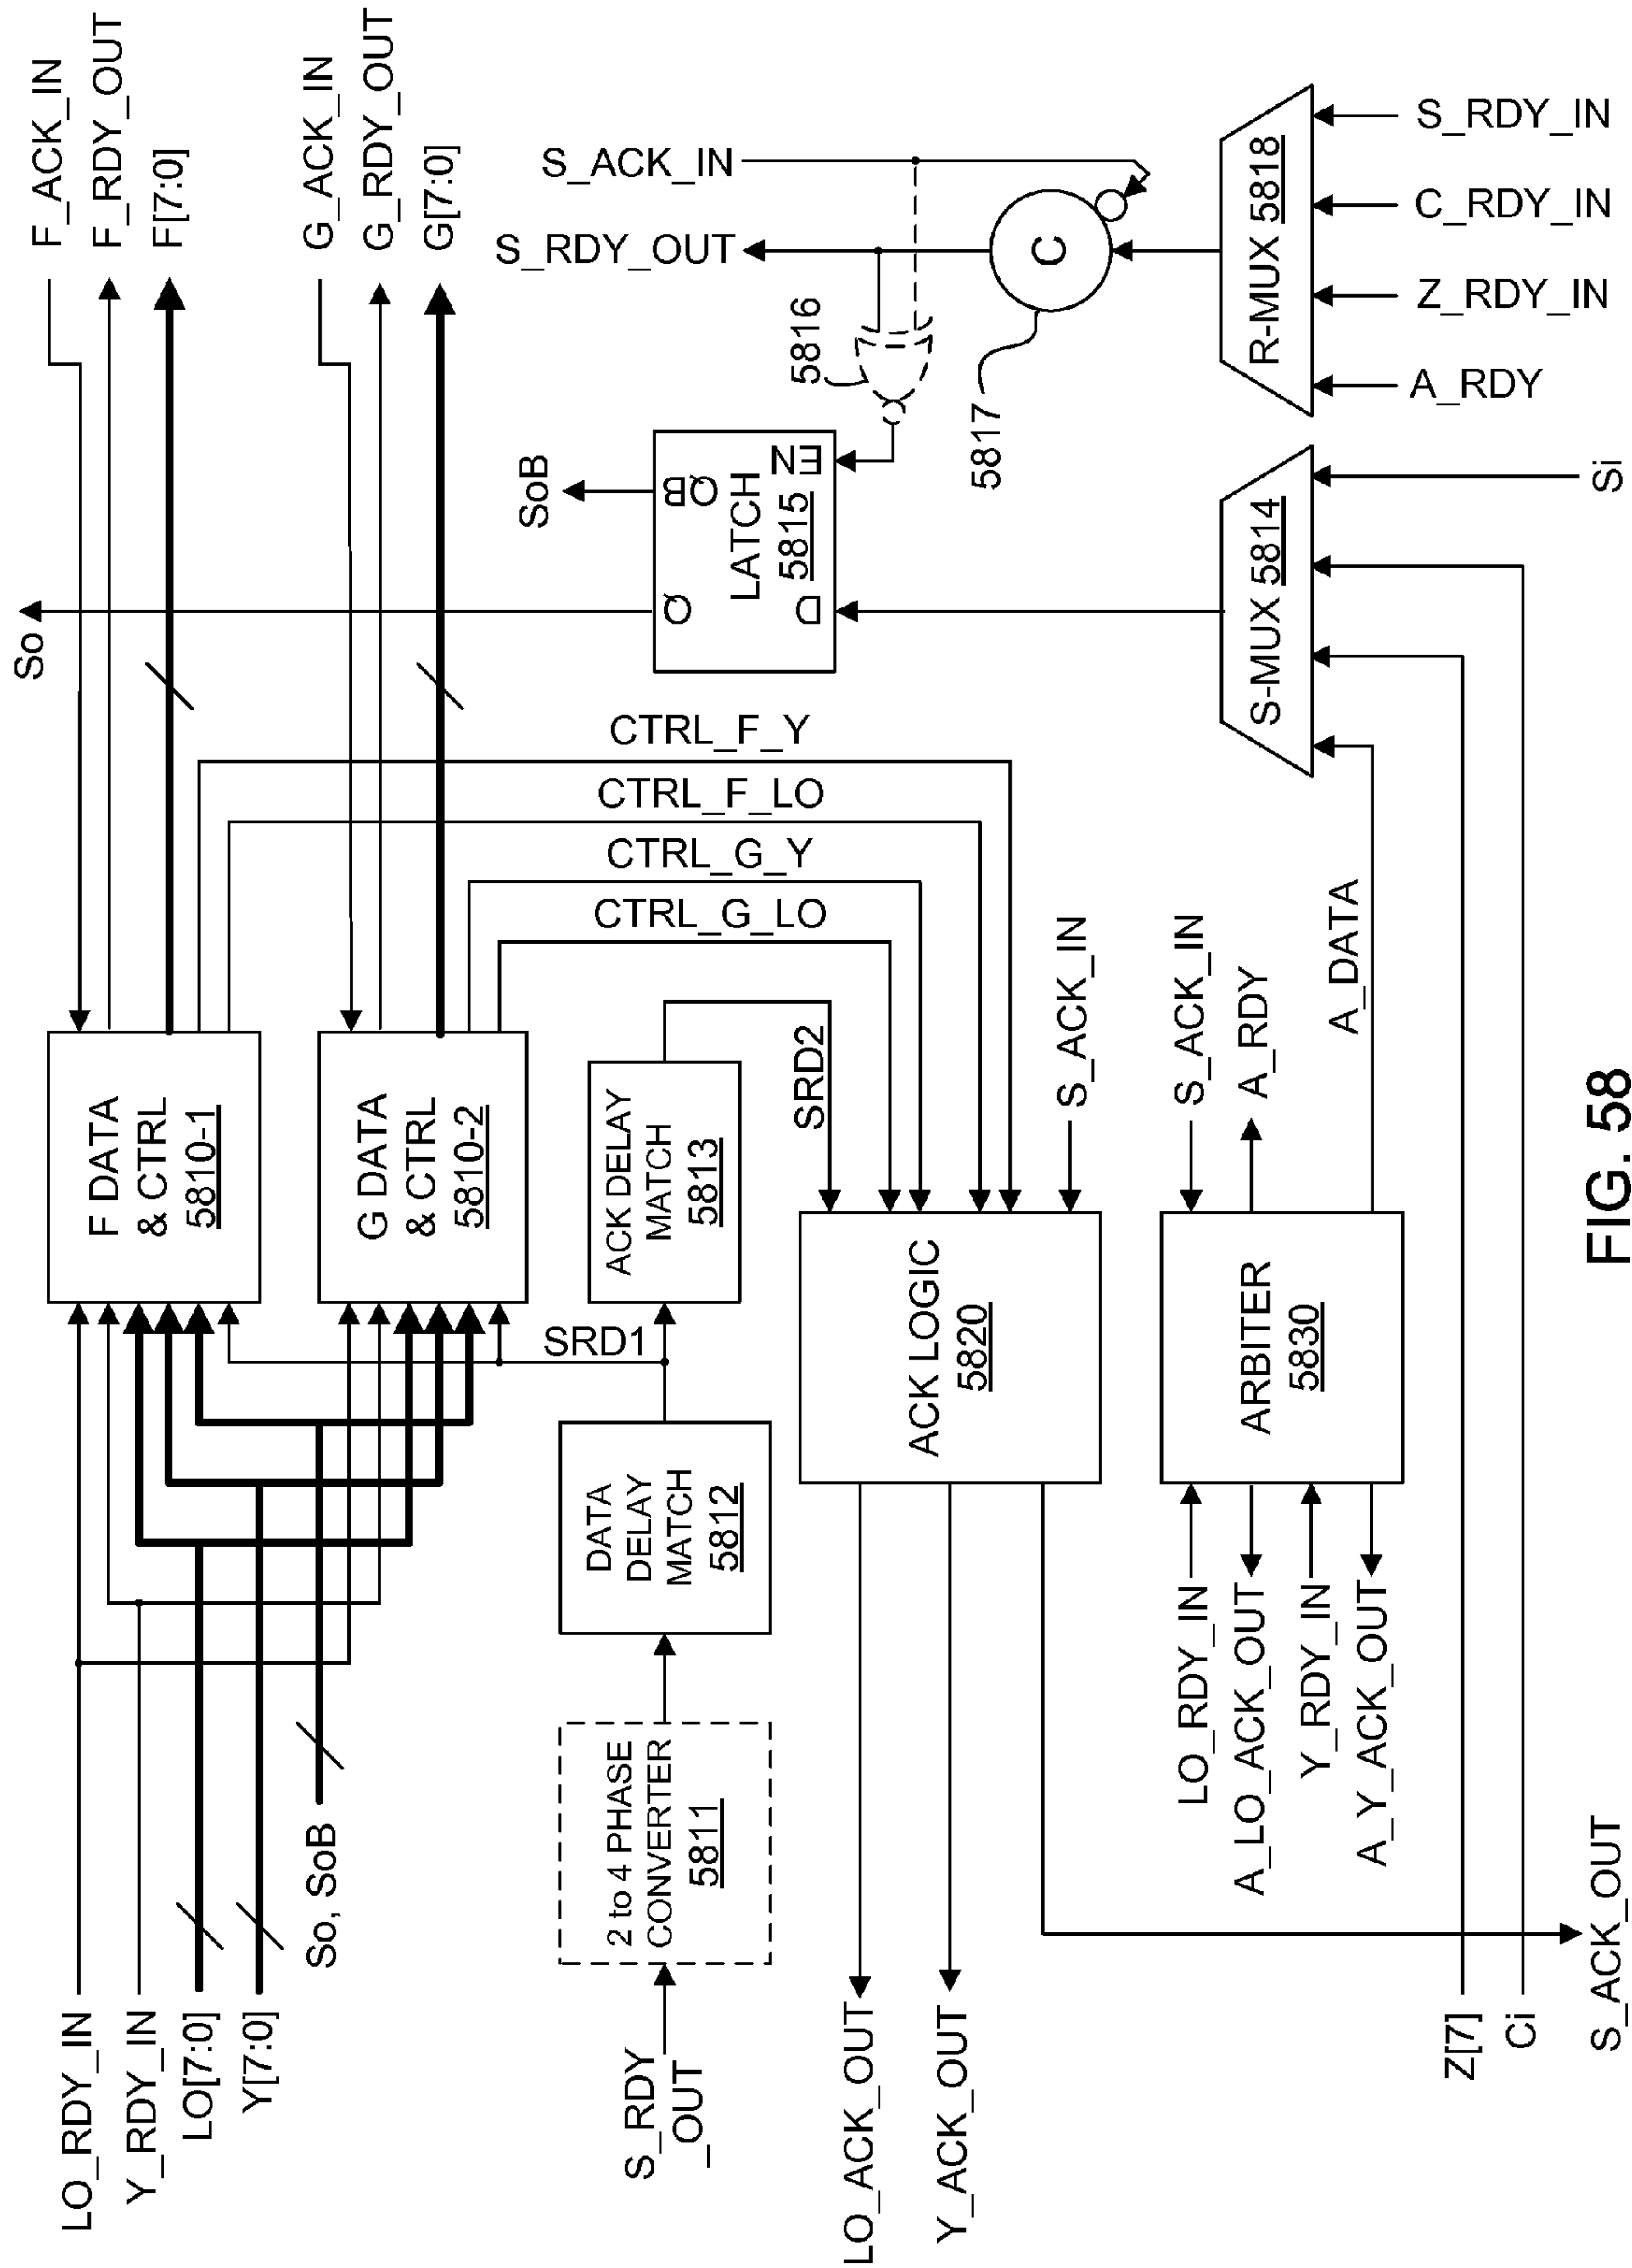 LO_RDY_IN
Y_RDY_IN
LO[7:0]
Y[7:0]
So, SoB
F DATA
& CTRL
5810-1
G DATA
& CTRL
5810-2
F_ACK_IN
F_RDY_OUT
F[7:0]
G_ACK_IN
G_RDY_OUT
G[7:0]
So
SoB
S_RDY
_OUT
2 to 4 PHASE
CONVERTER
5811
DATA
DELAY
MATCH
5812
SRD1
ACK DELAY
MATCH
5813
SRD2
CTRL_F_Y
CTRL_F_LO
CTRL_G_Y
CTRL_G_LO
LATCH
5815
Q
QB
D
EN
5816
S_ACK_IN
S_RDY_OUT
C
5817
LO_ACK_OUT
Y_ACK_OUT
ACK LOGIC
5820
S_ACK_IN
LO_RDY_IN
A_LO_ACK_OUT
Y_RDY_IN
A_Y_ACK_OUT
ARBITER
5830
S_ACK_IN
A_RDY
A_DATA
S-MUX 5814
R-MUX 5818
A_RDY
Z_RDY_IN
C_RDY_IN
S_RDY_IN
Z[7]
Ci
Si
S_ACK_OUT
FIG. 58